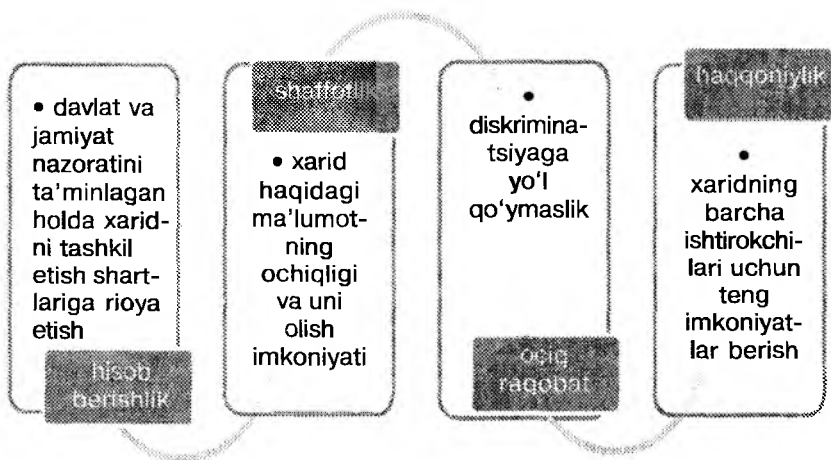 • davlat va
jamiyat
nazoratini
ta'minlagan
holda xarid-
ni tashkil
etish shart-
lariga rioya
etish
hisob
berishlik
shaffoflik
• xarid
haqidagi
ma'lumot-
ning
ochiqligi
va uni
olish
imkoniyati
•
diskrimina-
tsiyaga
yo'l
qo'ymaslik
ochiq
raqobat
haqqoniylik
•
xaridning
barcha
ishtirokchi-
lari uchun
teng
imkoniyat-
lar berish